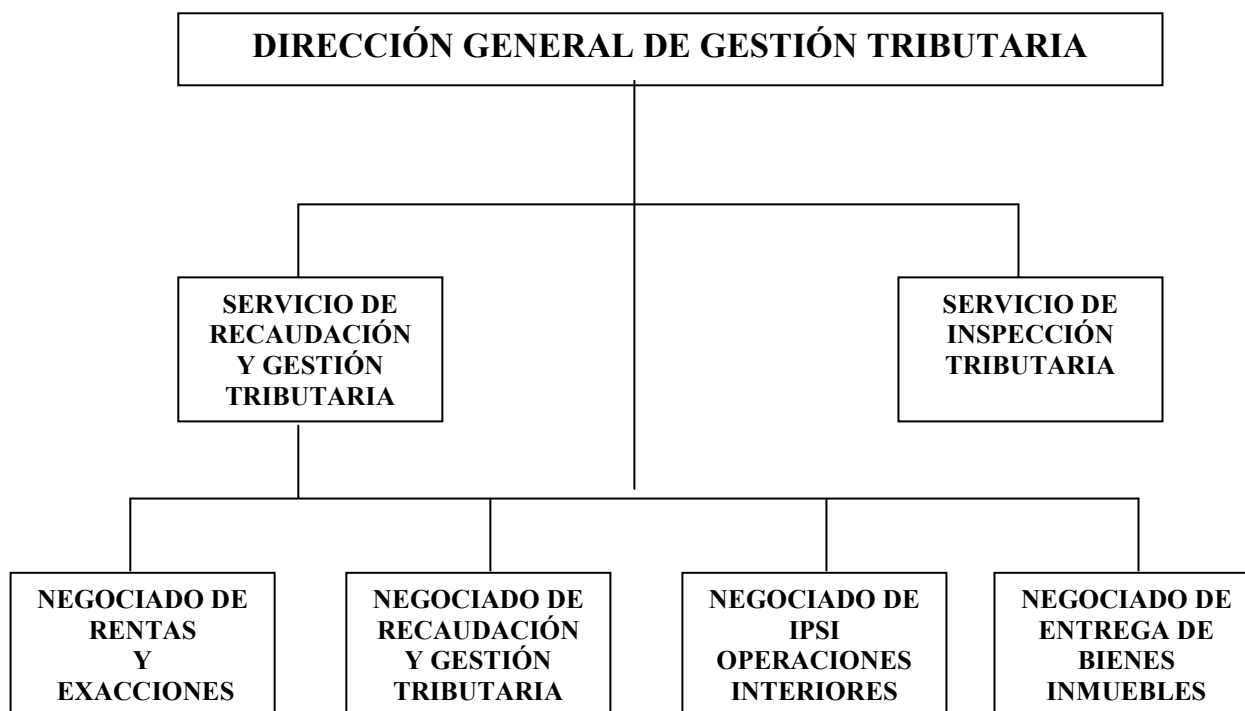 DIRECCIÓN GENERAL DE GESTIÓN TRIBUTARIA
SERVICIO DE
RECAUDACIÓN
Y GESTIÓN
TRIBUTARIA
SERVICIO DE
INSPECCIÓN
TRIBUTARIA
NEGOCIADO DE
RENTAS
Y
EXACCIONES
NEGOCIADO DE
RECAUDACIÓN
Y GESTIÓN
TRIBUTARIA
NEGOCIADO DE
IPSI
OPERACIONES
INTERIORES
NEGOCIADO DE
ENTREGA DE
BIENES
INMUEBLES